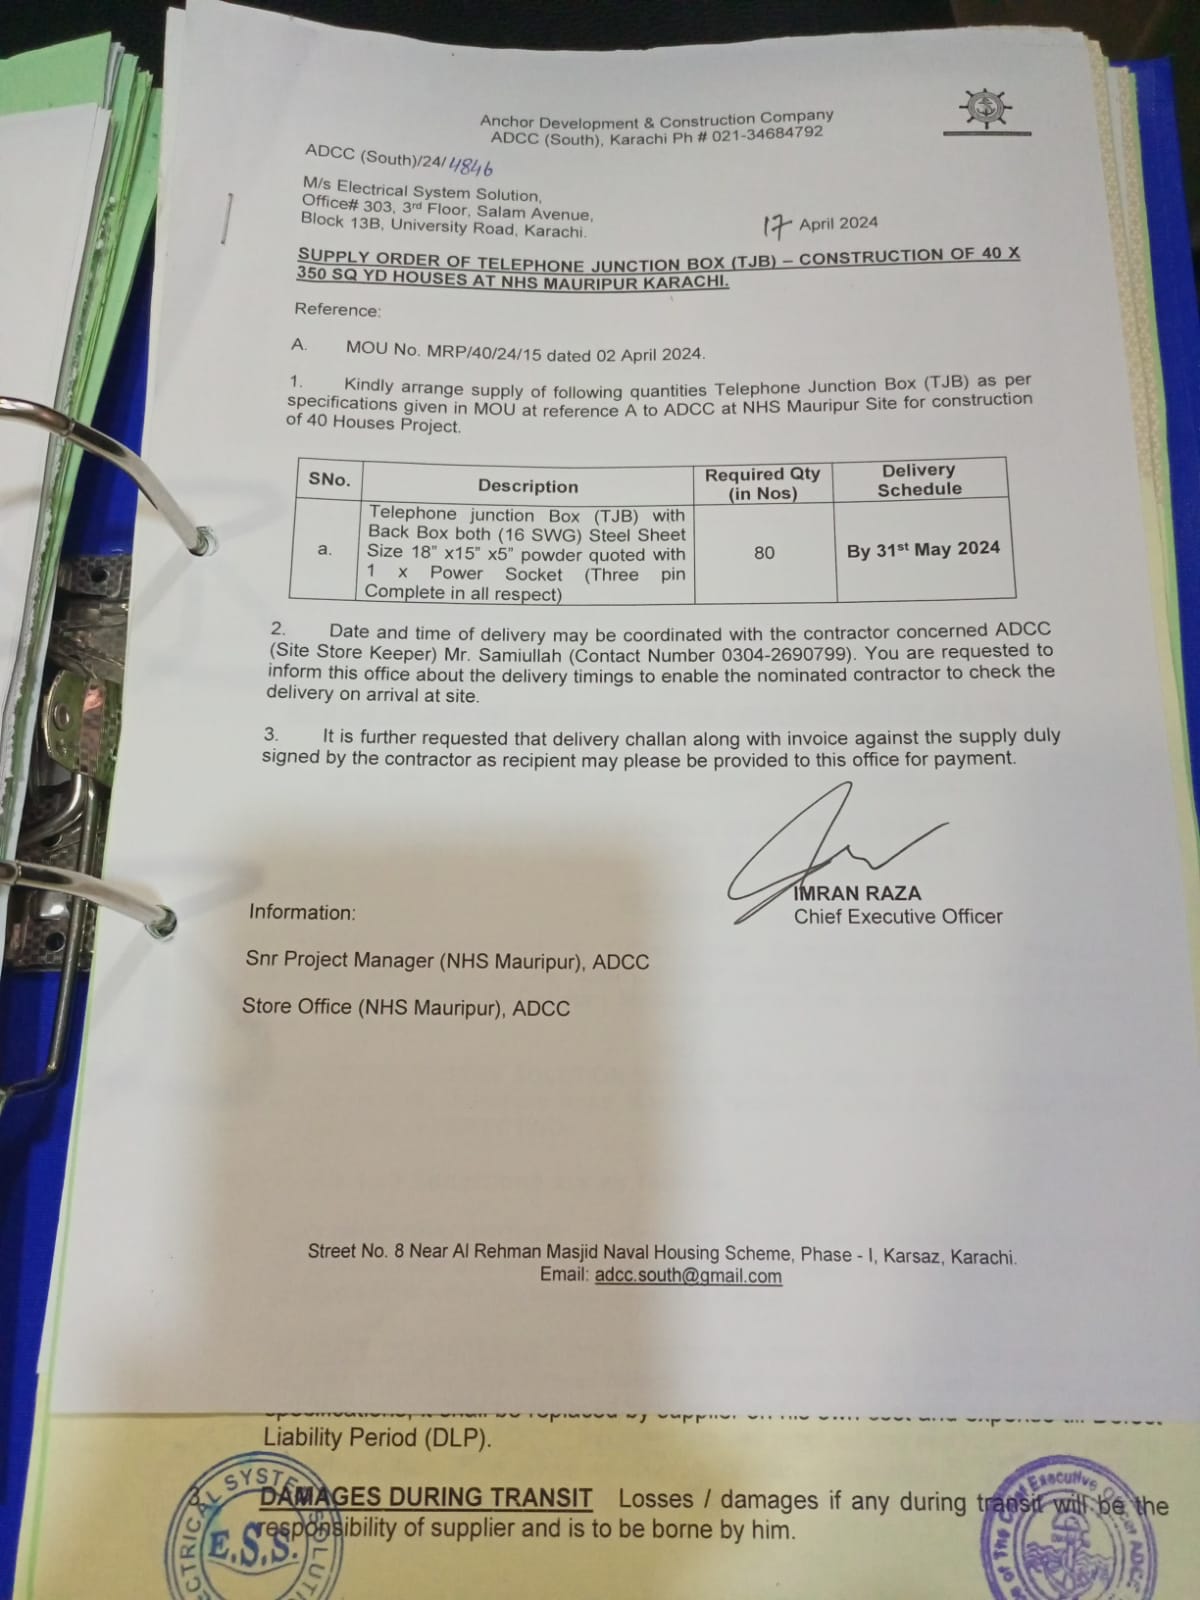 Anchor Development & Construction Company
ADCC (South), Karachi Ph # 021-34684792
ADCC (South)/24/4846
M/s Electrical System Solution,
Office# 303, 3rd Floor, Salam Avenue,
Block 13B, University Road, Karachi.
17 April 2024
SUPPLY ORDER OF TELEPHONE JUNCTION BOX (TJB) – CONSTRUCTION OF 40 X
350 SQ YD HOUSES AT NHS MAURIPUR KARACHI.
Reference:
A. MOU No. MRP/40/24/15 dated 02 April 2024.
1. Kindly arrange supply of following quantities Telephone Junction Box (TJB) as per
specifications given in MOU at reference A to ADCC at NHS Mauripur Site for construction
of 40 Houses Project.
SNo. Description Required Qty (in Nos) Delivery Schedule
a. Telephone junction Box (TJB) with
Back Box both (16 SWG) Steel Sheet
Size 18" x15" x5" powder quoted with
1 x Power Socket (Three pin
Complete in all respect)
80
By 31st May 2024
2. Date and time of delivery may be coordinated with the contractor concerned ADCC
(Site Store Keeper) Mr. Samiullah (Contact Number 0304-2690799). You are requested to
inform this office about the delivery timings to enable the nominated contractor to check the
delivery on arrival at site.
3. It is further requested that delivery challan along with invoice against the supply duly
signed by the contractor as recipient may please be provided to this office for payment.
IMRAN RAZA
Chief Executive Officer
Information:
Snr Project Manager (NHS Mauripur), ADCC
Store Office (NHS Mauripur), ADCC
Street No. 8 Near Al Rehman Masjid Naval Housing Scheme, Phase - I, Karsaz, Karachi.
Email: adcc.south@gmail.com
Liability Period (DLP).
DAMAGES DURING TRANSIT Losses / damages if any during transit will be the
responsibility of supplier and is to be borne by him.
E.S.S.